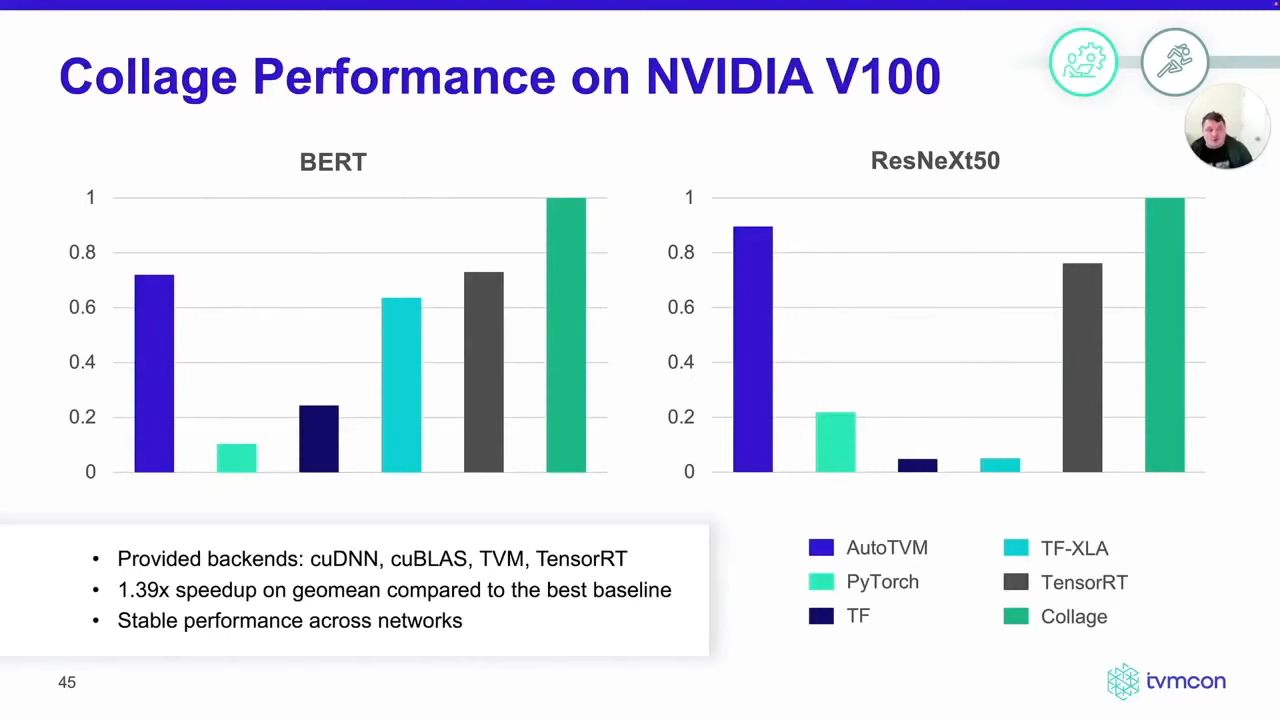 Collage Performance on NVIDIA V100
BERT
1
0.8
0.6
0.4
0.2
0
ResNeXt50
1
0.8
0.6
0.4
0.2
0
• Provided backends: cuDNN, cuBLAS, TVM, TensorRT
• 1.39x speedup on geomean compared to the best baseline
• Stable performance across networks
AutoTVM
TF-XLA
PyTorch
TensorRT
TF
Collage
45
tvmcon